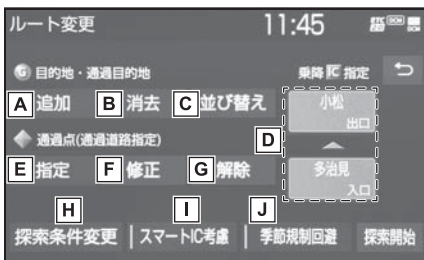 ルート変更 11:45
G 目的地・通過目的地 乗降IC指定
A 追加 B 消去 C 並び替え 小松 出口
D
通過点(通過道路指定)
E 指定 F 修正 G 解除 多治見 入口
H I J
探索条件変更 スマートIC考慮 季節規制回避 探索開始